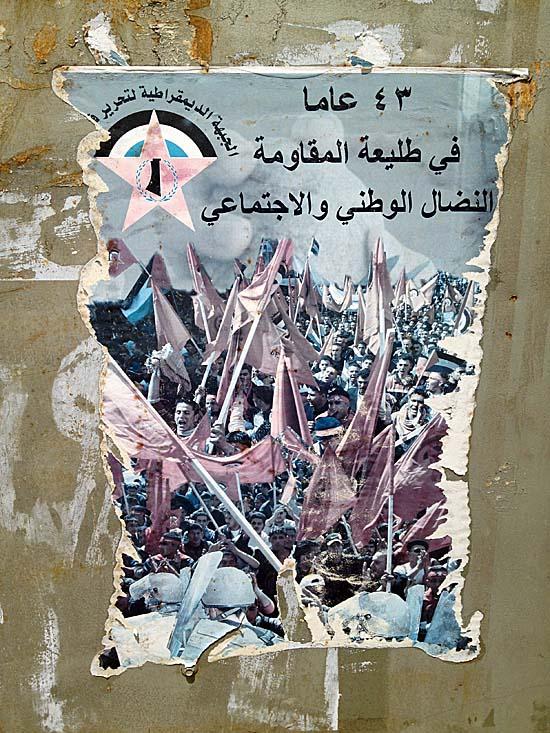 الجبهة الديمقراطية لتحرير
٤٣ عاما
في طليعة المقاومة
النضال الوطني والاجتماعي